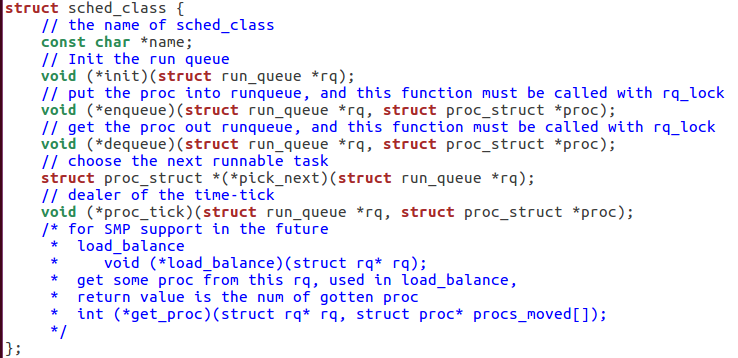 struct sched_class {
    // the name of sched_class
    const char *name;
    // Init the run queue
    void (*init)(struct run_queue *rq);
    // put the proc into runqueue, and this function must be called with rq_lock
    void (*enqueue)(struct run_queue *rq, struct proc_struct *proc);
    // get the proc out runqueue, and this function must be called with rq_lock
    void (*dequeue)(struct run_queue *rq, struct proc_struct *proc);
    // choose the next runnable task
    struct proc_struct *(*pick_next)(struct run_queue *rq);
    // dealer of the time-tick
    void (*proc_tick)(struct run_queue *rq, struct proc_struct *proc);
    /* for SMP support in the future
     *  load_balance
     *     void (*load_balance)(struct rq* rq);
     *  get some proc from this rq, used in load_balance,
     *  return value is the num of gotten proc
     *  int (*get_proc)(struct rq* rq, struct proc* procs_moved[]);
     */
};